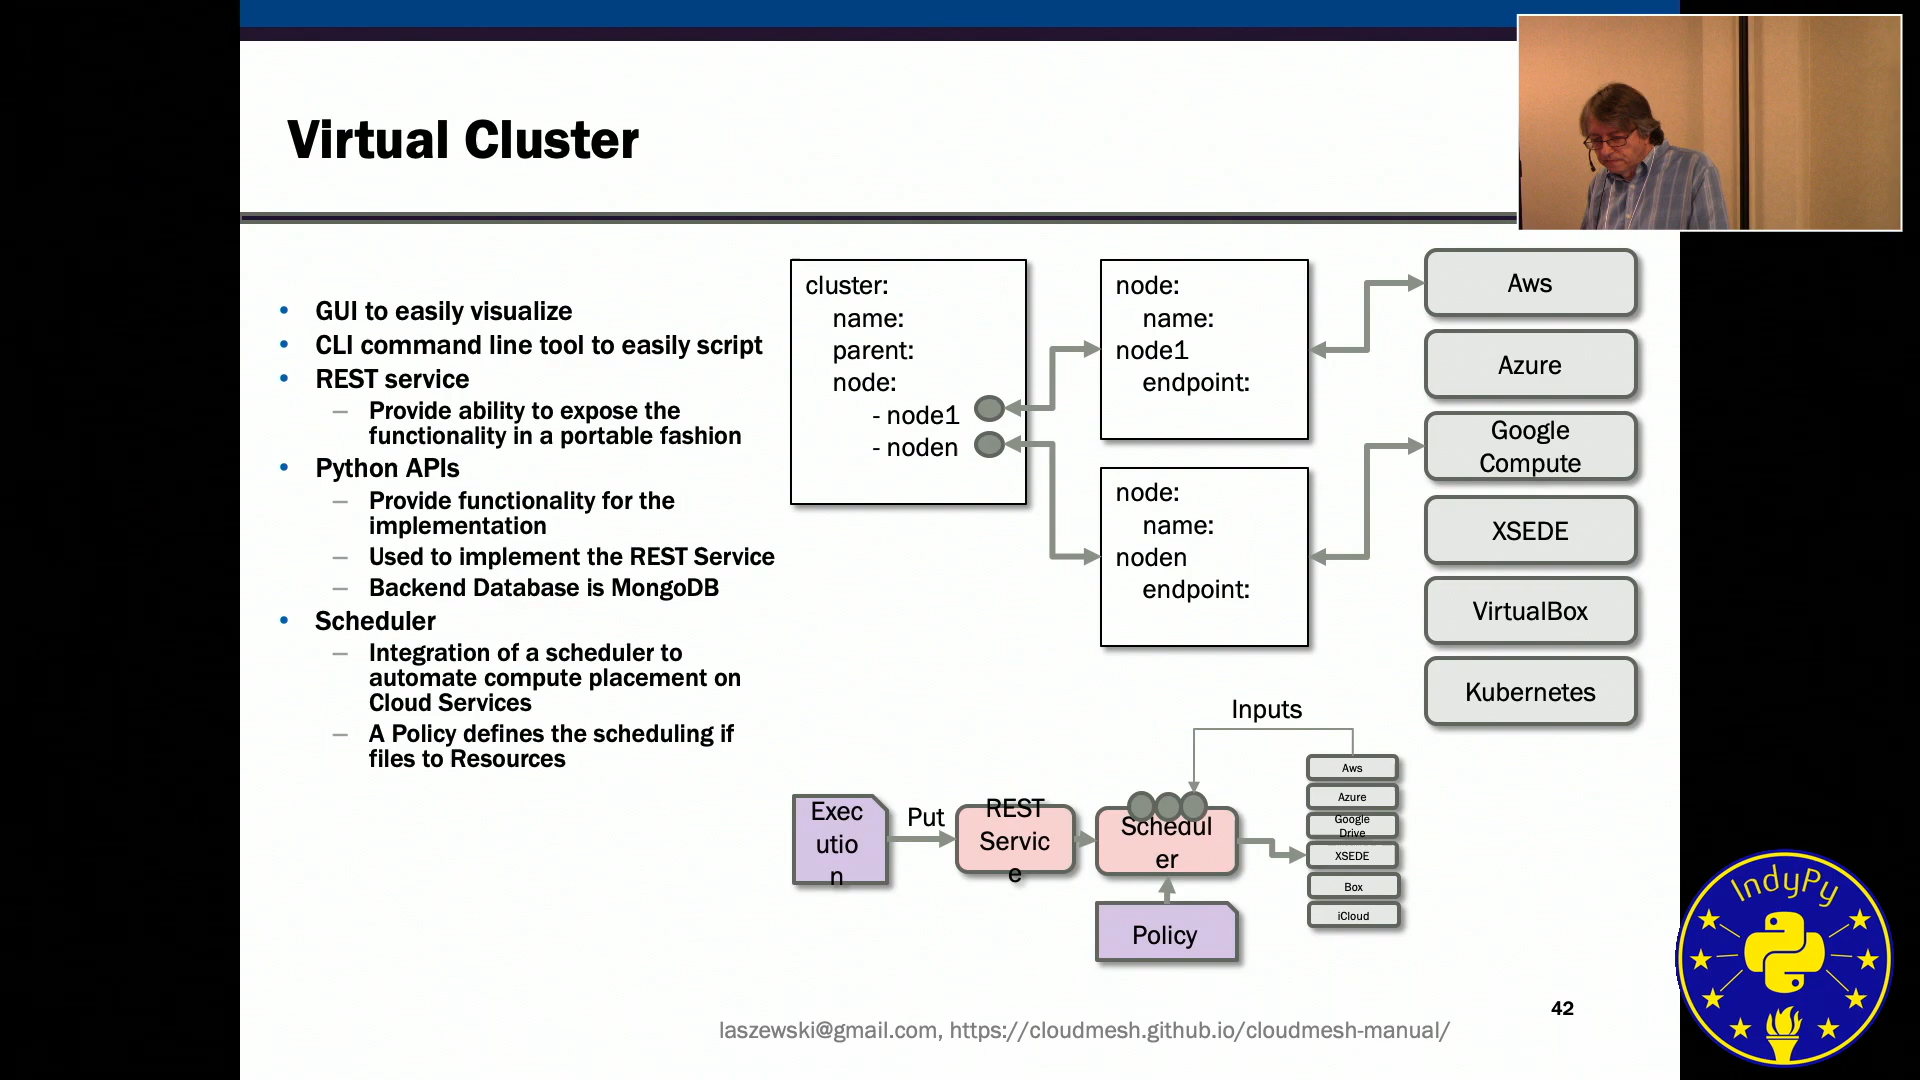 Virtual Cluster
• GUI to easily visualize
• CLI command line tool to easily script
• REST service
– Provide ability to expose the
functionality in a portable fashion
• Python APIs
– Provide functionality for the
implementation
– Used to implement the REST Service
– Backend Database is MongoDB
• Scheduler
– Integration of a scheduler to
automate compute placement on
Cloud Services
– A Policy defines the scheduling if
files to Resources
cluster:
name:
parent:
node:
- node1
- noden
node:
name:
node1
endpoint:
node:
name:
noden
endpoint:
Aws
Azure
Google
Compute
XSEDE
VirtualBox
Kubernetes
Inputs
Exec
utio
n
Put
REST
Servic
e
Schedul
er
Policy
Aws
Azure
Google
Drive
XSEDE
Box
iCloud
42
laszewski@gmail.com, https://cloudmesh.github.io/cloudmesh-manual/
IndyPy